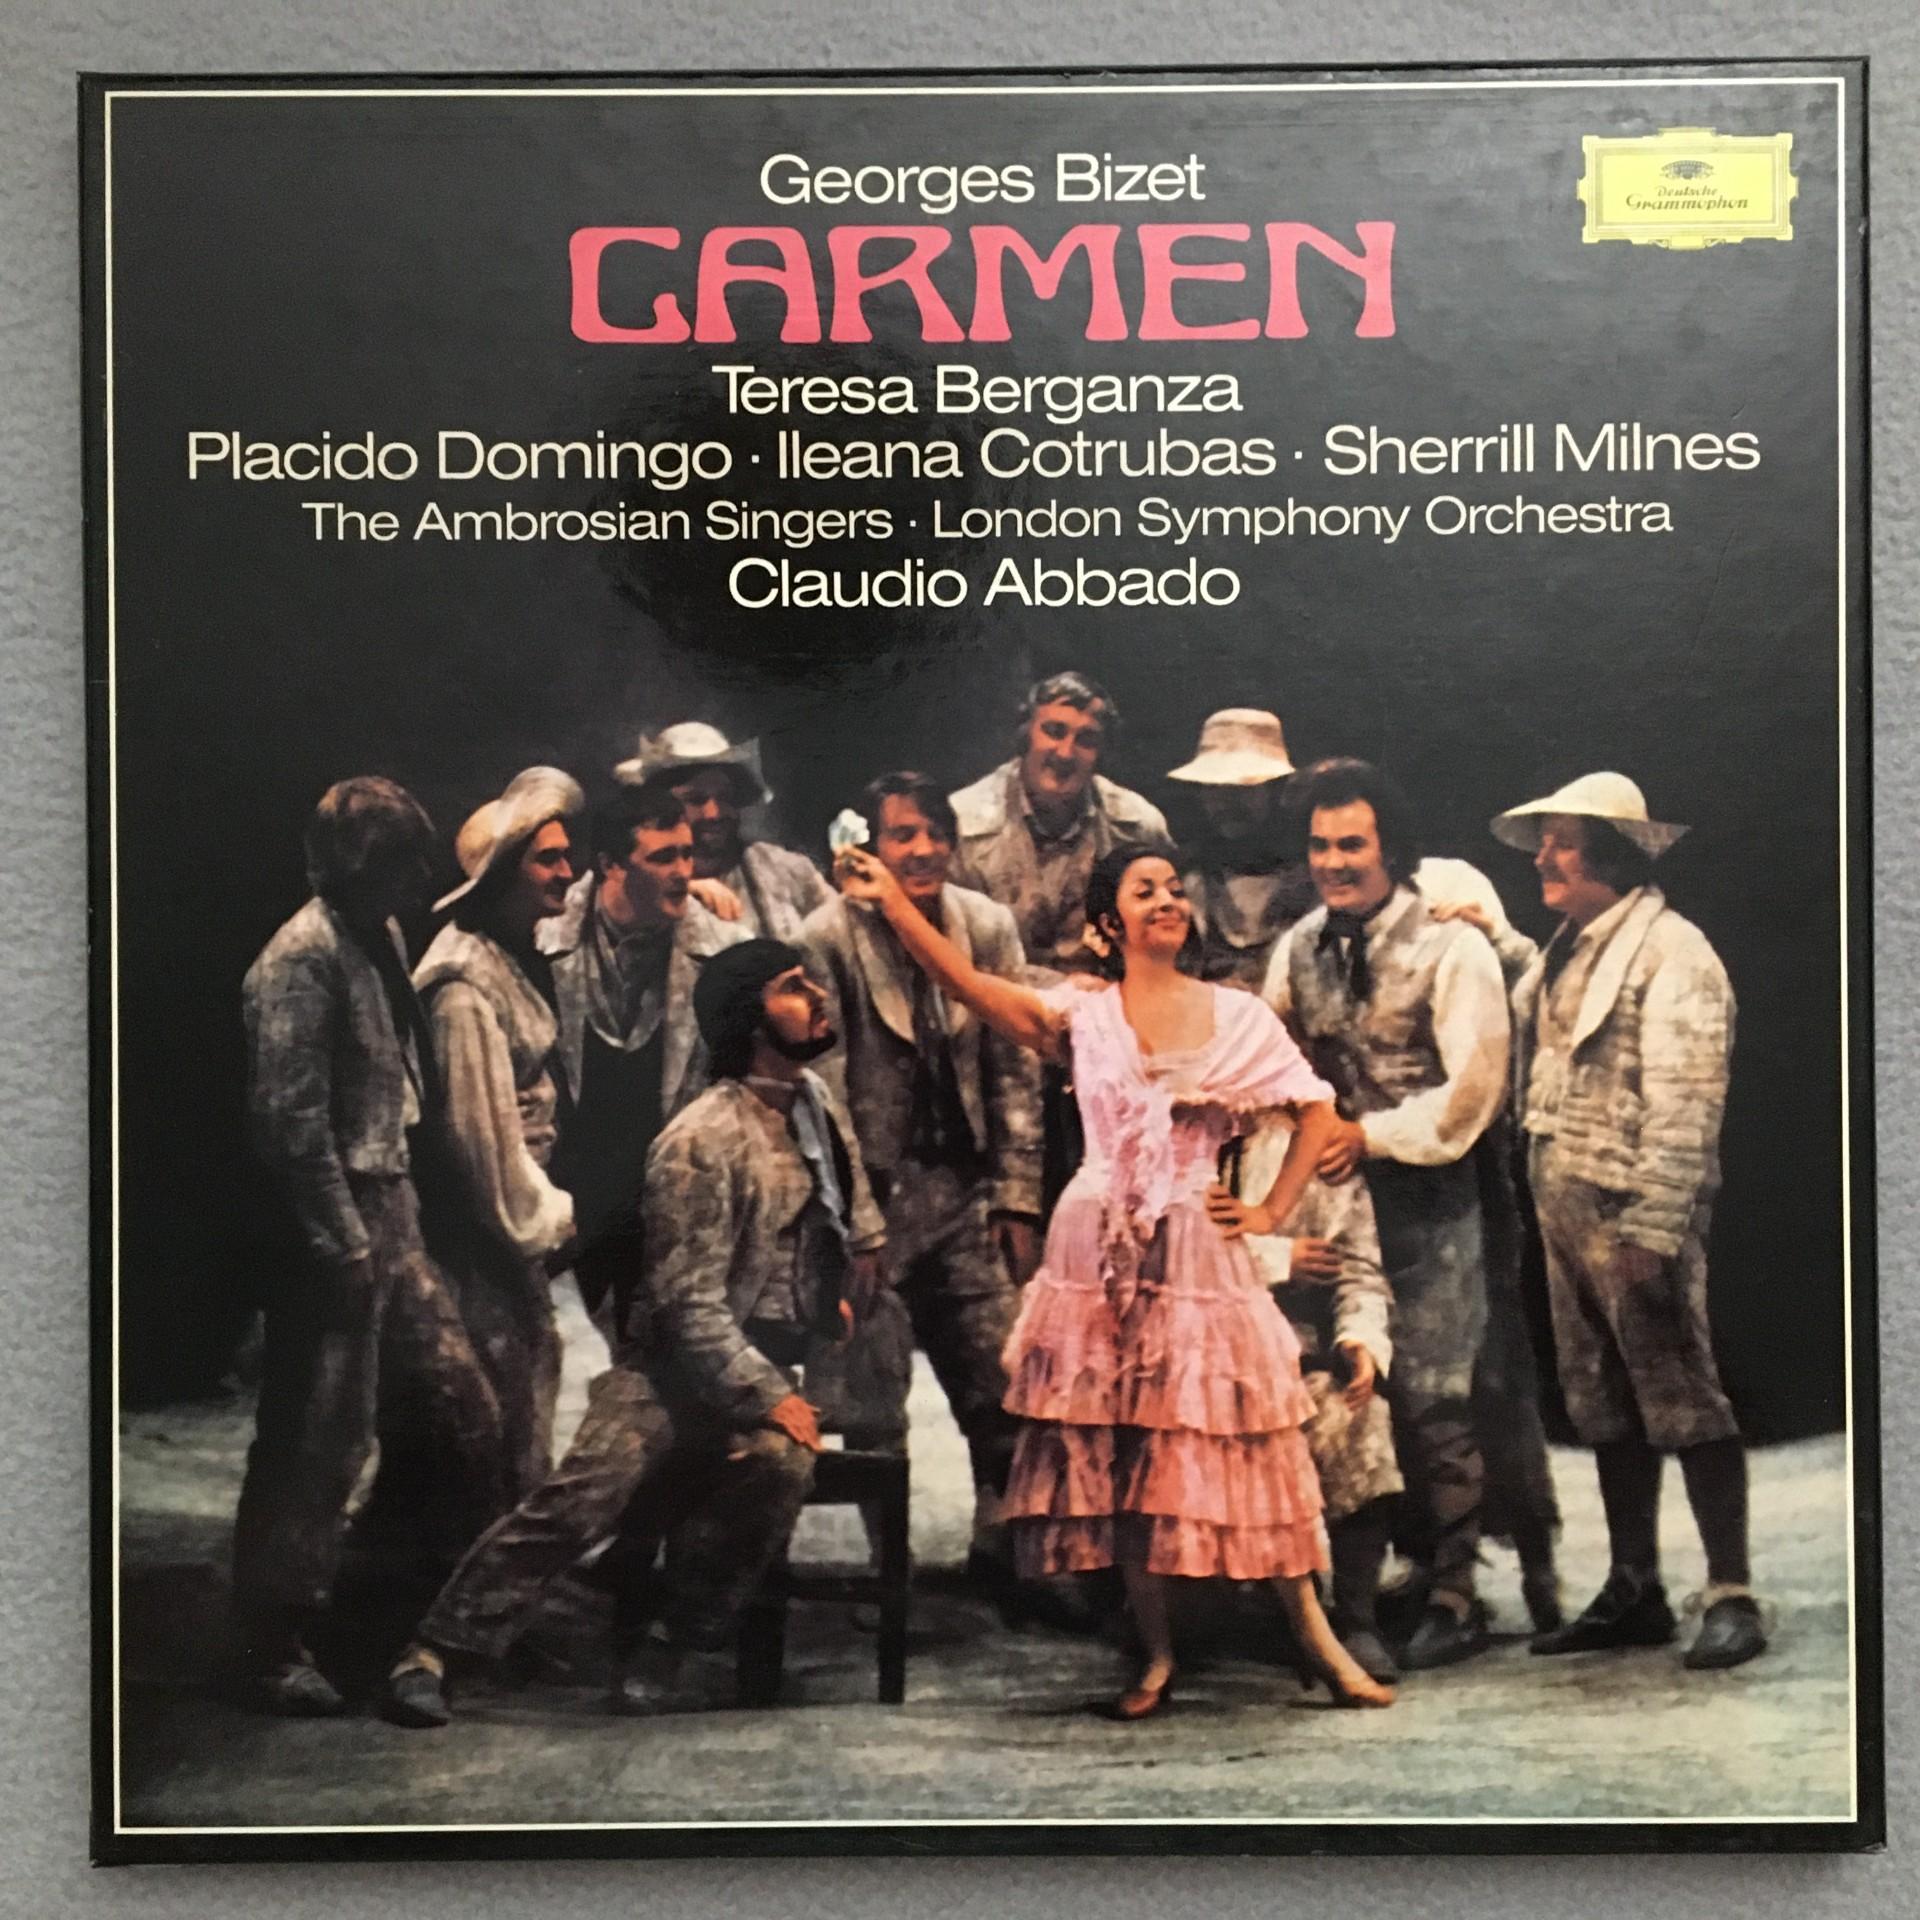 Georges Bizet
Deutsche
Grammophon
CARMEN
Teresa Berganza
Placido Domingo · Ileana Cotrubas · Sherrill Milnes
The Ambrosian Singers · London Symphony Orchestra
Claudio Abbado